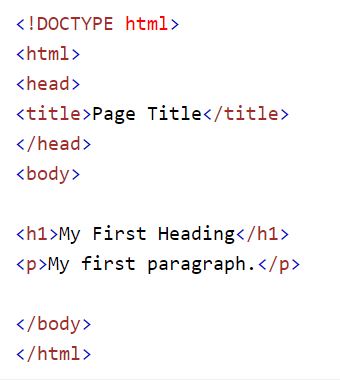 <!DOCTYPE html>
<html>
<head>
<title>Page Title</title>
</head>
<body>

<h1>My First Heading</h1>
<p>My first paragraph.</p>

</body>
</html>